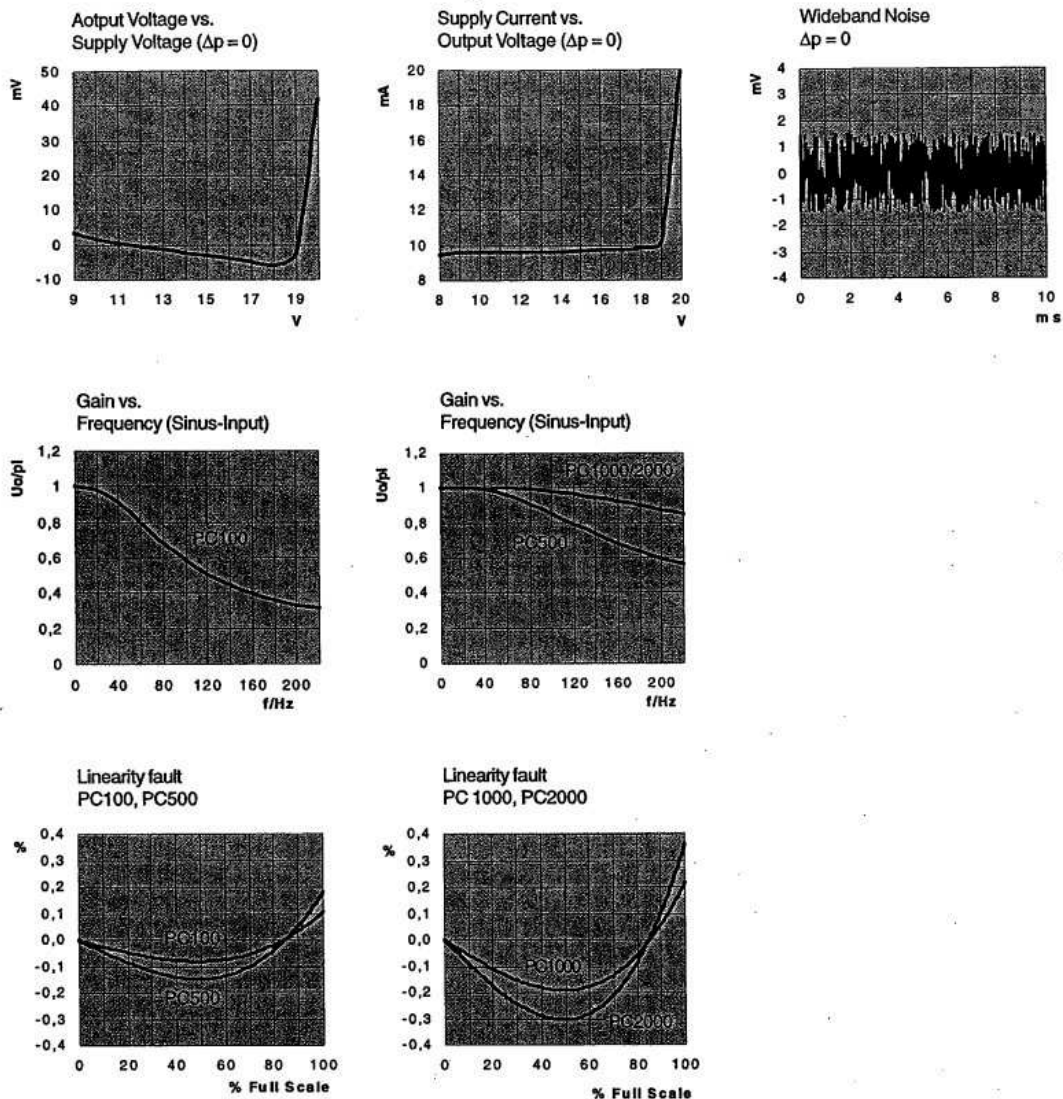 Aotput Voltage vs.
Supply Voltage (Δp = 0)
mV
50
40
30
20
10
0
-10
9 11 13 15 17 19
V
Supply Current vs.
Output Voltage (Δp = 0)
mA
20
18
16
14
12
10
8
8 10 12 14 16 18 20
V
Wideband Noise
Δp = 0
mV
4
3
2
1
0
-1
-2
-3
-4
0 2 4 6 8 10
m s
Gain vs.
Frequency (Sinus-Input)
Uo/pl
1,2
1
0,8
0,6
0,4
0,2
0
PC100
0 40 80 120 160 200
f/Hz
Gain vs.
Frequency (Sinus-Input)
Uo/pl
1,2
1
0,8
0,6
0,4
0,2
0
PC1000/2000
PC500
0 40 80 120 160 200
f/Hz
Linearity fault
PC100, PC500
%
0,4
0,3
0,2
0,1
0,0
-0,1
-0,2
-0,3
-0,4
PC100
PC500
0 20 40 60 80 100
% Full Scale
Linearity fault
PC 1000, PC2000
%
0,4
0,3
0,2
0,1
0,0
-0,1
-0,2
-0,3
-0,4
PC1000
PC2000
0 20 40 60 80 100
% Full Scale